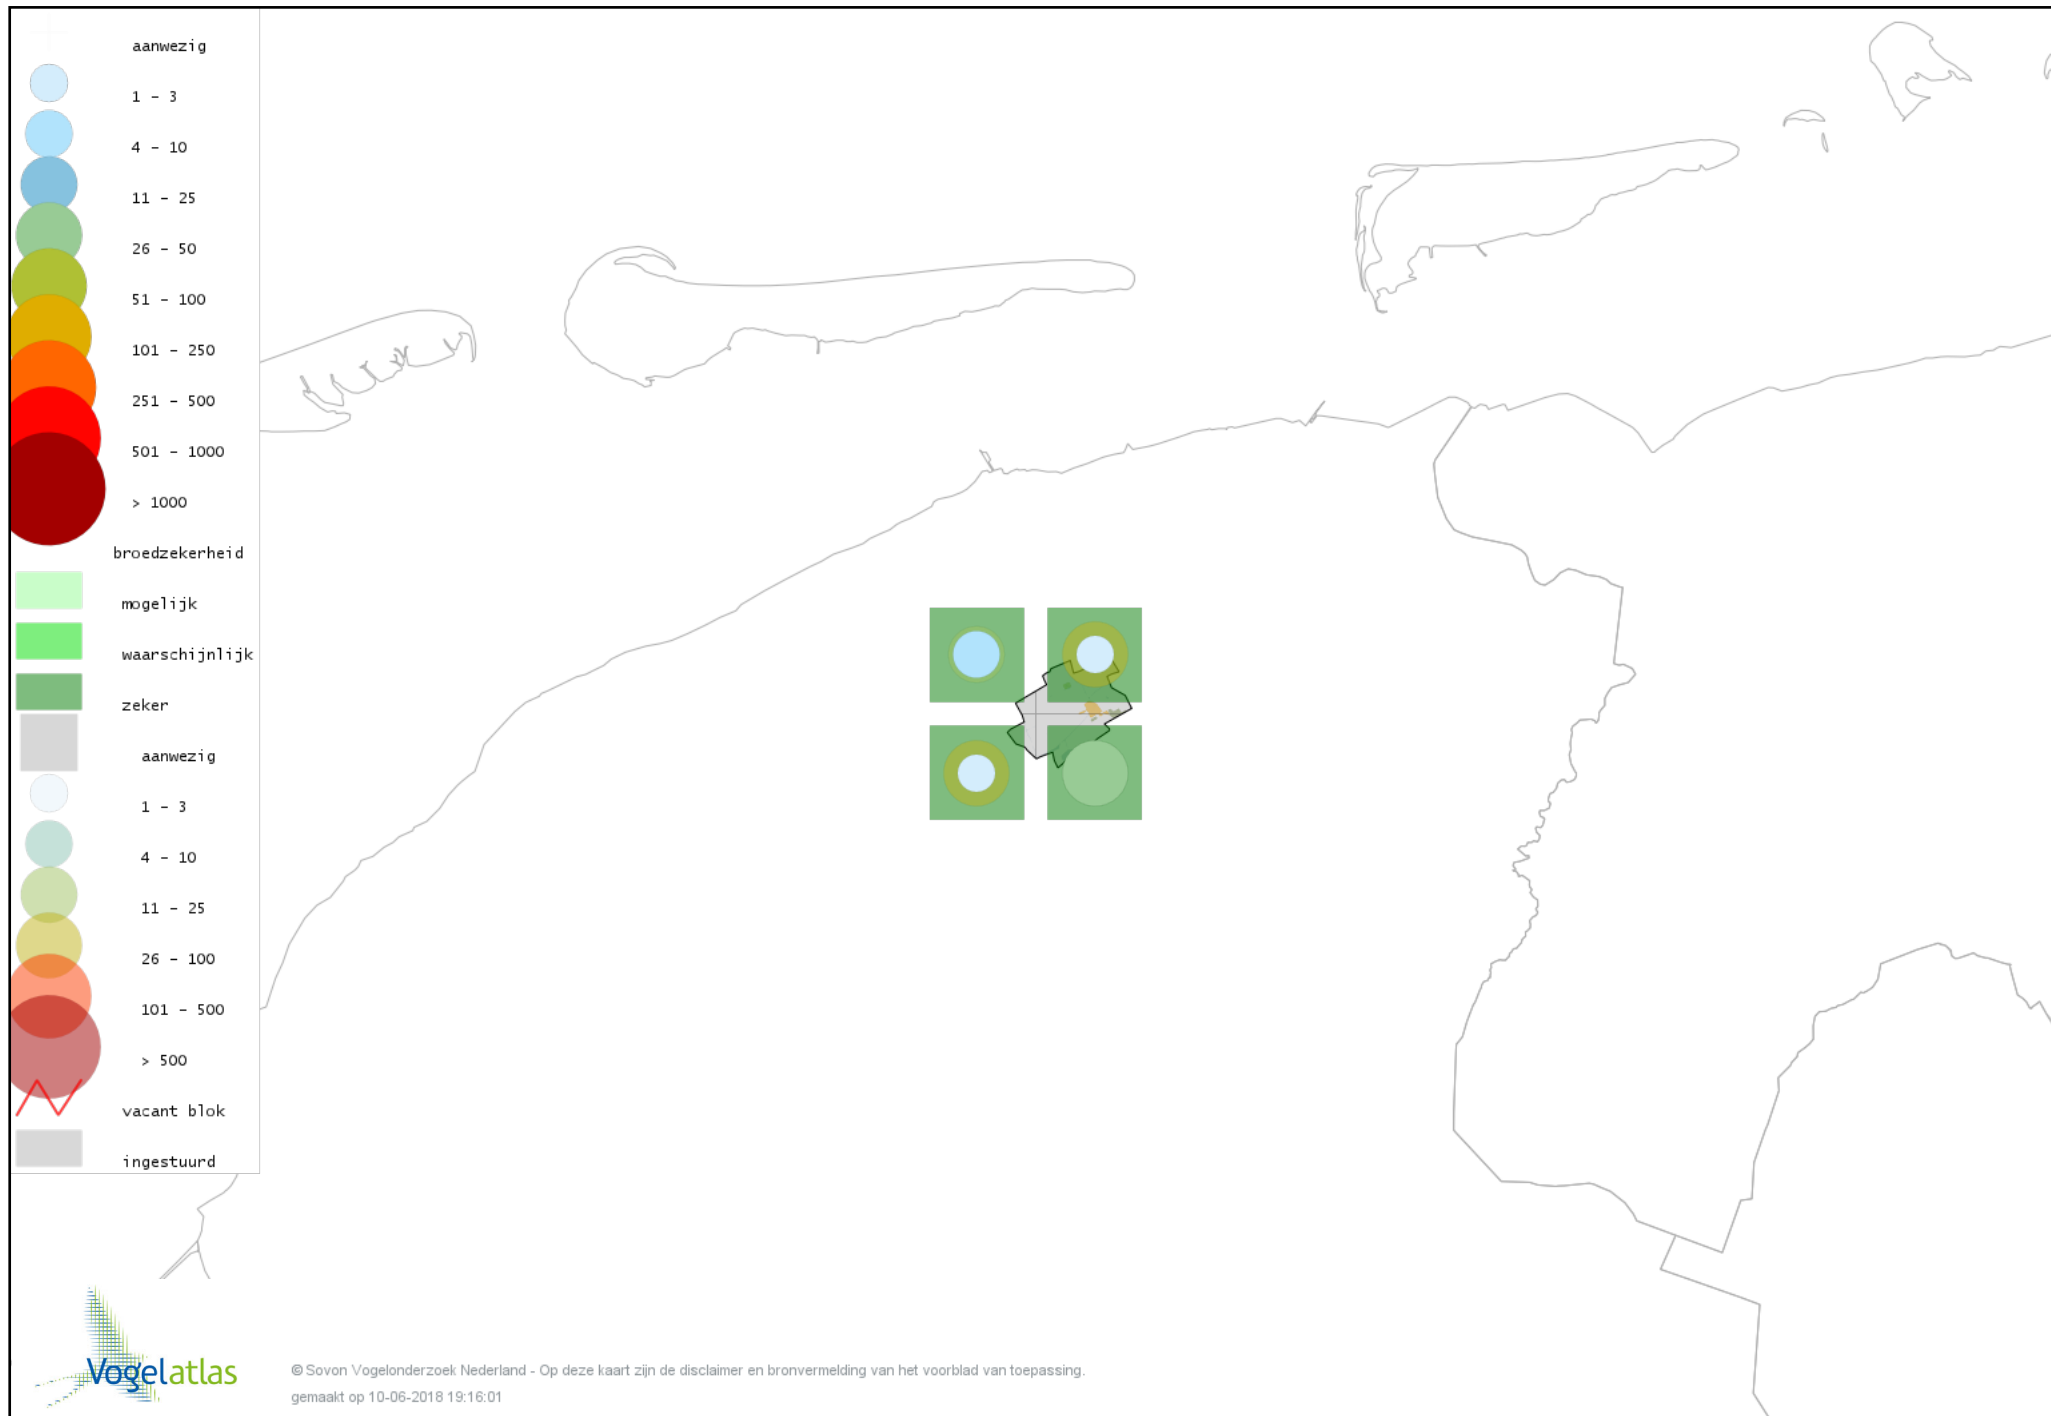 aanwezig
1 - 3
4 - 10
11 - 25
26 - 50
51 - 100
101 - 250
251 - 500
501 - 1000
> 1000
broedzekerheid
mogelijk
waarschijnlijk
zeker
aanwezig
1 - 3
4 - 10
11 - 25
26 - 100
101 - 500
> 500
vacant blok
ingestuurd
Vogelatlas
© Sovon Vogelonderzoek Nederland - Op deze kaart zijn de disclaimer en bronvermelding van het voorblad van toepassing.
gemaakt op 10-06-2018 19:16:01